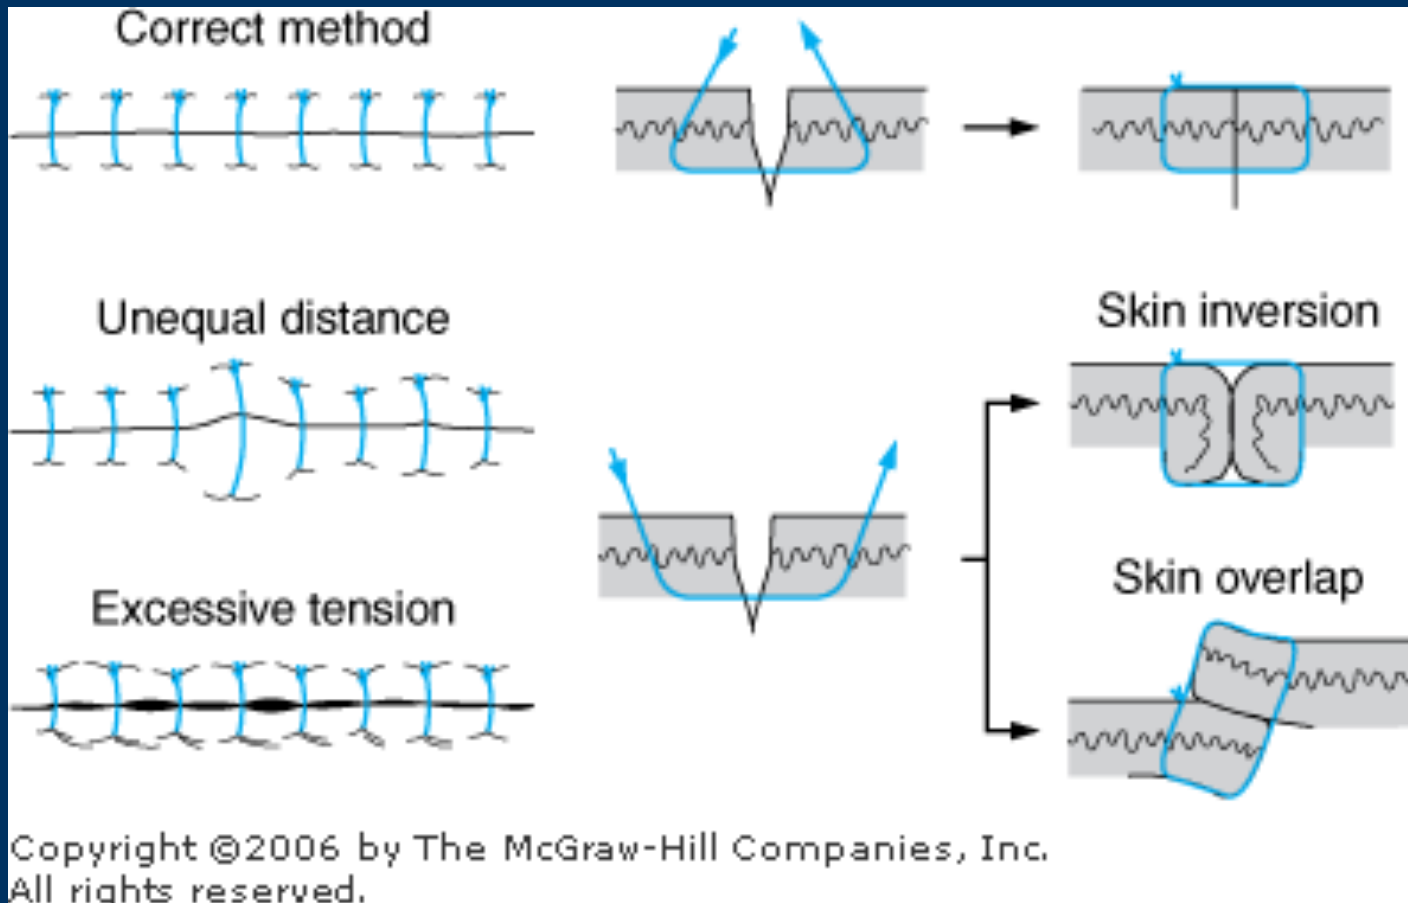 Correct method
Unequal distance
Skin inversion
Excessive tension
Skin overlap
Copyright ©2006 by The McGraw-Hill Companies, Inc.
All rights reserved.